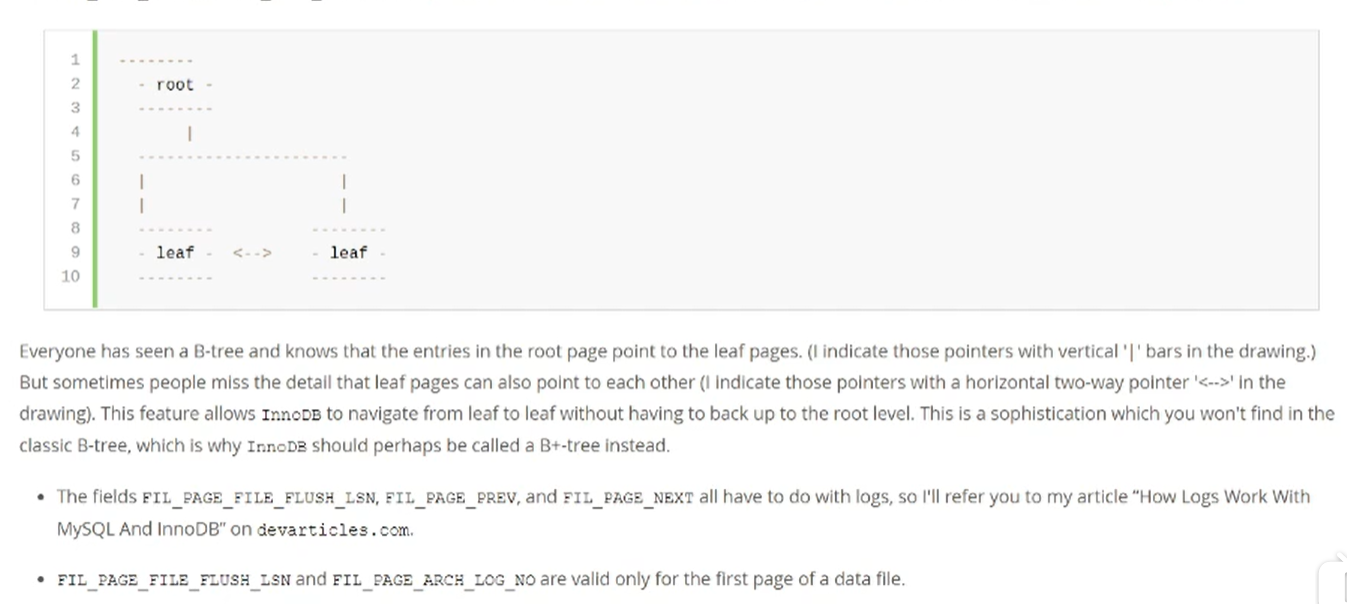 1 --------
2 - root -
3 --------
4 |
5 ----------------------
6 | |
7 | |
8 -------- --------
9 - leaf - <--> - leaf -
10 -------- --------
Everyone has seen a B-tree and knows that the entries in the root page point to the leaf pages. (I indicate those pointers with vertical '|' bars in the drawing.)
But sometimes people miss the detail that leaf pages can also point to each other (I indicate those pointers with a horizontal two-way pointer '<-->' in the
drawing). This feature allows InnoDB to navigate from leaf to leaf without having to back up to the root level. This is a sophistication which you won't find in the
classic B-tree, which is why InnoDB should perhaps be called a B+-tree instead.
• The fields FIL_PAGE_FILE_FLUSH_LSN, FIL_PAGE_PREV, and FIL_PAGE_NEXT all have to do with logs, so I'll refer you to my article "How Logs Work With
MySQL And InnoDB" on devarticles.com.
• FIL_PAGE_FILE_FLUSH_LSN and FIL_PAGE_ARCH_LOG_NO are valid only for the first page of a data file.